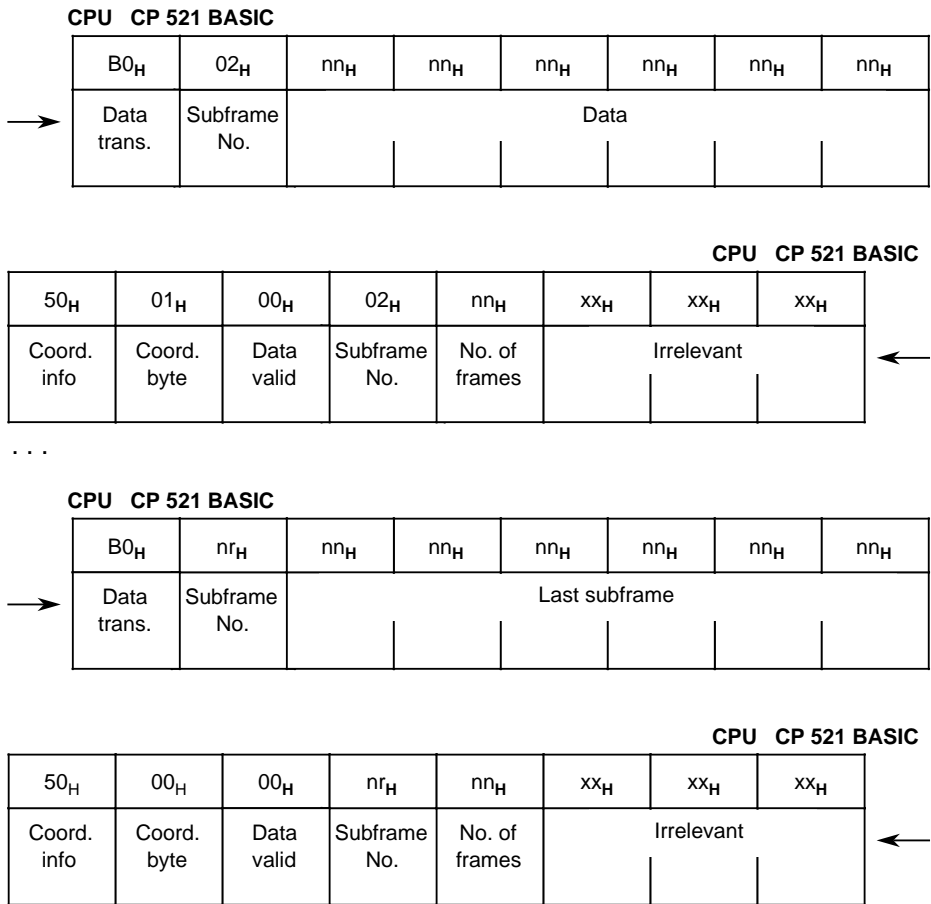 CPU CP 521 BASIC
B0H 02H nnH nnH nnH nnH nnH nnH
Data trans. Subframe No. Data
CPU CP 521 BASIC
50H 01H 00H 02H nnH xxH xxH xxH
Coord. info Coord. byte Data valid Subframe No. No. of frames Irrelevant
. . .
CPU CP 521 BASIC
B0H nrH nnH nnH nnH nnH nnH nnH
Data trans. Subframe No. Last subframe
CPU CP 521 BASIC
50H 00H 00H nrH nnH xxH xxH xxH
Coord. info Coord. byte Data valid Subframe No. No. of frames Irrelevant